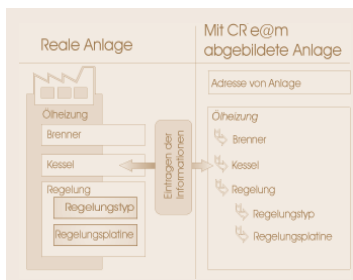 Reale Anlage
Mit CR e@m
abgebildete Anlage
Ölheizung
Brenner
Kessel
Regelung
Regelungstyp
Regelungsplatine
Eintragen der
Informationen
Adresse von Anlage
Ölheizung
Brenner
Kessel
Regelung
Regelungstyp
Regelungsplatine